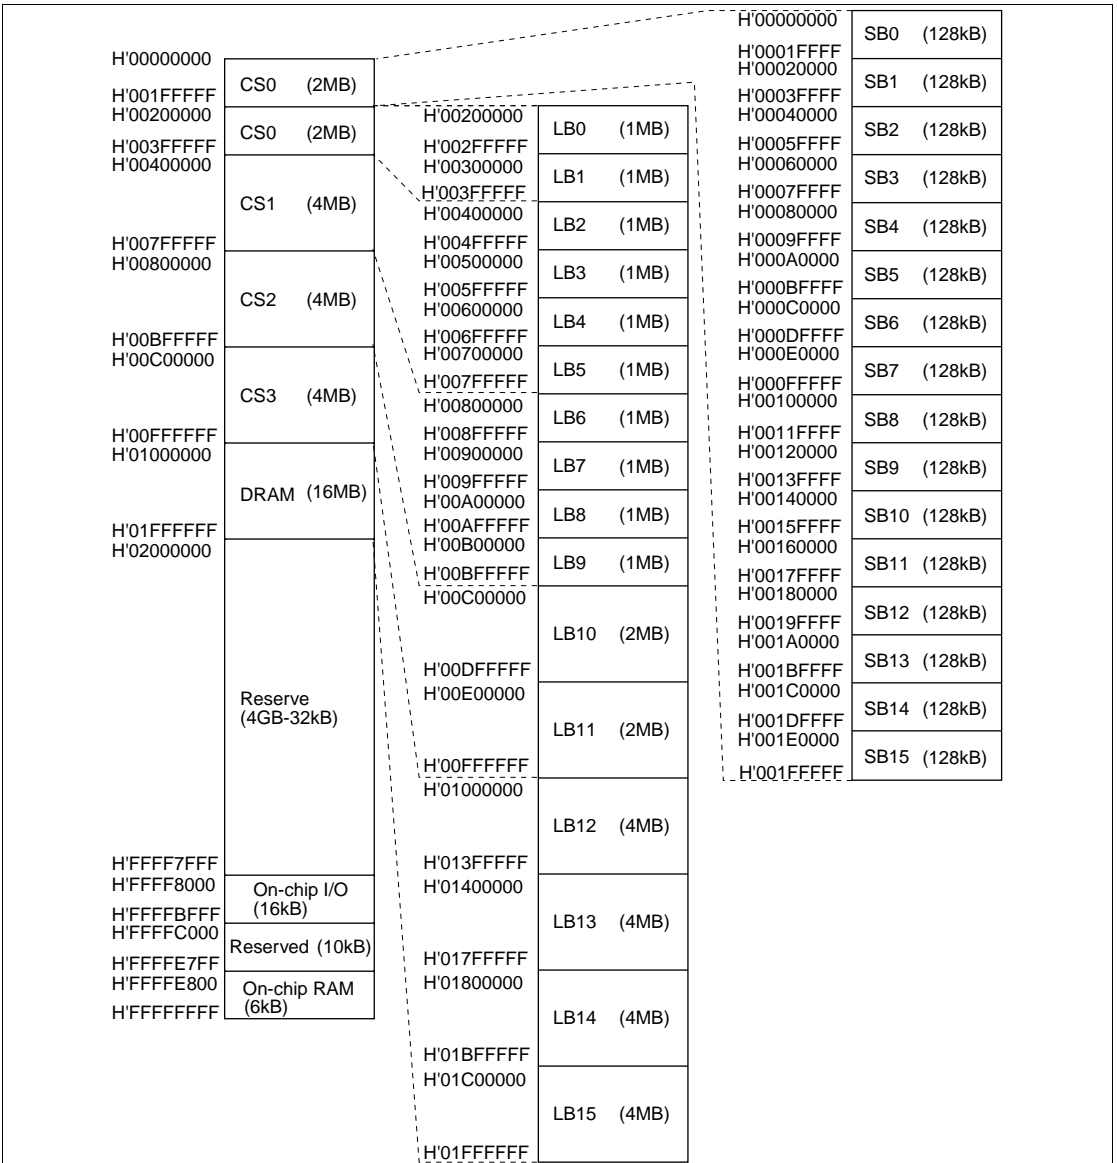 H'00000000
CS0 (2MB)
H'001FFFFF
H'00200000
CS0 (2MB)
H'003FFFFF
H'00400000
CS1 (4MB)
H'007FFFFF
H'00800000
CS2 (4MB)
H'00BFFFFF
H'00C00000
CS3 (4MB)
H'00FFFFFF
H'01000000
DRAM (16MB)
H'01FFFFFF
H'02000000
Reserve
(4GB-32kB)
H'FFFF7FFF
H'FFFF8000
On-chip I/O
(16kB)
H'FFFFBFFF
H'FFFFC000
Reserved (10kB)
H'FFFFE7FF
H'FFFFE800
On-chip RAM
(6kB)
H'FFFFFFFF
H'00200000
LB0 (1MB)
H'002FFFFF
H'00300000
LB1 (1MB)
H'003FFFFF
H'00400000
LB2 (1MB)
H'004FFFFF
H'00500000
LB3 (1MB)
H'005FFFFF
H'00600000
LB4 (1MB)
H'006FFFFF
H'00700000
LB5 (1MB)
H'007FFFFF
H'00800000
LB6 (1MB)
H'008FFFFF
H'00900000
LB7 (1MB)
H'009FFFFF
H'00A00000
LB8 (1MB)
H'00AFFFFF
H'00B00000
LB9 (1MB)
H'00BFFFFF
H'00C00000
LB10 (2MB)
H'00DFFFFF
H'00E00000
LB11 (2MB)
H'00FFFFFF
H'01000000
LB12 (4MB)
H'013FFFFF
H'01400000
LB13 (4MB)
H'017FFFFF
H'01800000
LB14 (4MB)
H'01BFFFFF
H'01C00000
LB15 (4MB)
H'01FFFFFF
H'00000000
SB0 (128kB)
H'0001FFFF
H'00020000
SB1 (128kB)
H'0003FFFF
H'00040000
SB2 (128kB)
H'0005FFFF
H'00060000
SB3 (128kB)
H'0007FFFF
H'00080000
SB4 (128kB)
H'0009FFFF
H'000A0000
SB5 (128kB)
H'000BFFFF
H'000C0000
SB6 (128kB)
H'000DFFFF
H'000E0000
SB7 (128kB)
H'000FFFFF
H'00100000
SB8 (128kB)
H'0011FFFF
H'00120000
SB9 (128kB)
H'0013FFFF
H'00140000
SB10 (128kB)
H'0015FFFF
H'00160000
SB11 (128kB)
H'0017FFFF
H'00180000
SB12 (128kB)
H'0019FFFF
H'001A0000
SB13 (128kB)
H'001BFFFF
H'001C0000
SB14 (128kB)
H'001DFFFF
H'001E0000
SB15 (128kB)
H'001FFFFF